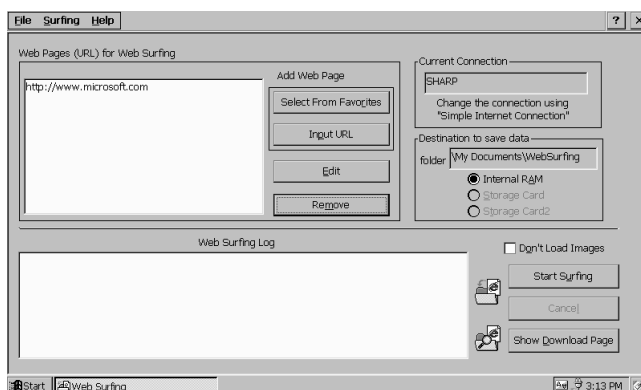 File Surfing Help ? ×
Web Pages (URL) for Web Surfing
http://www.microsoft.com
Add Web Page
Select From Favorites
Input URL
Edit
Remove
Current Connection
SHARP
Change the connection using
"Simple Internet Connection"
Destination to save data
folder \My Documents\WebSurfing
Internal RAM
Storage Card
Storage Card2
Web Surfing Log
Don't Load Images
Start Surfing
Cancel
Show Download Page
Start Web Surfing 3:13 PM